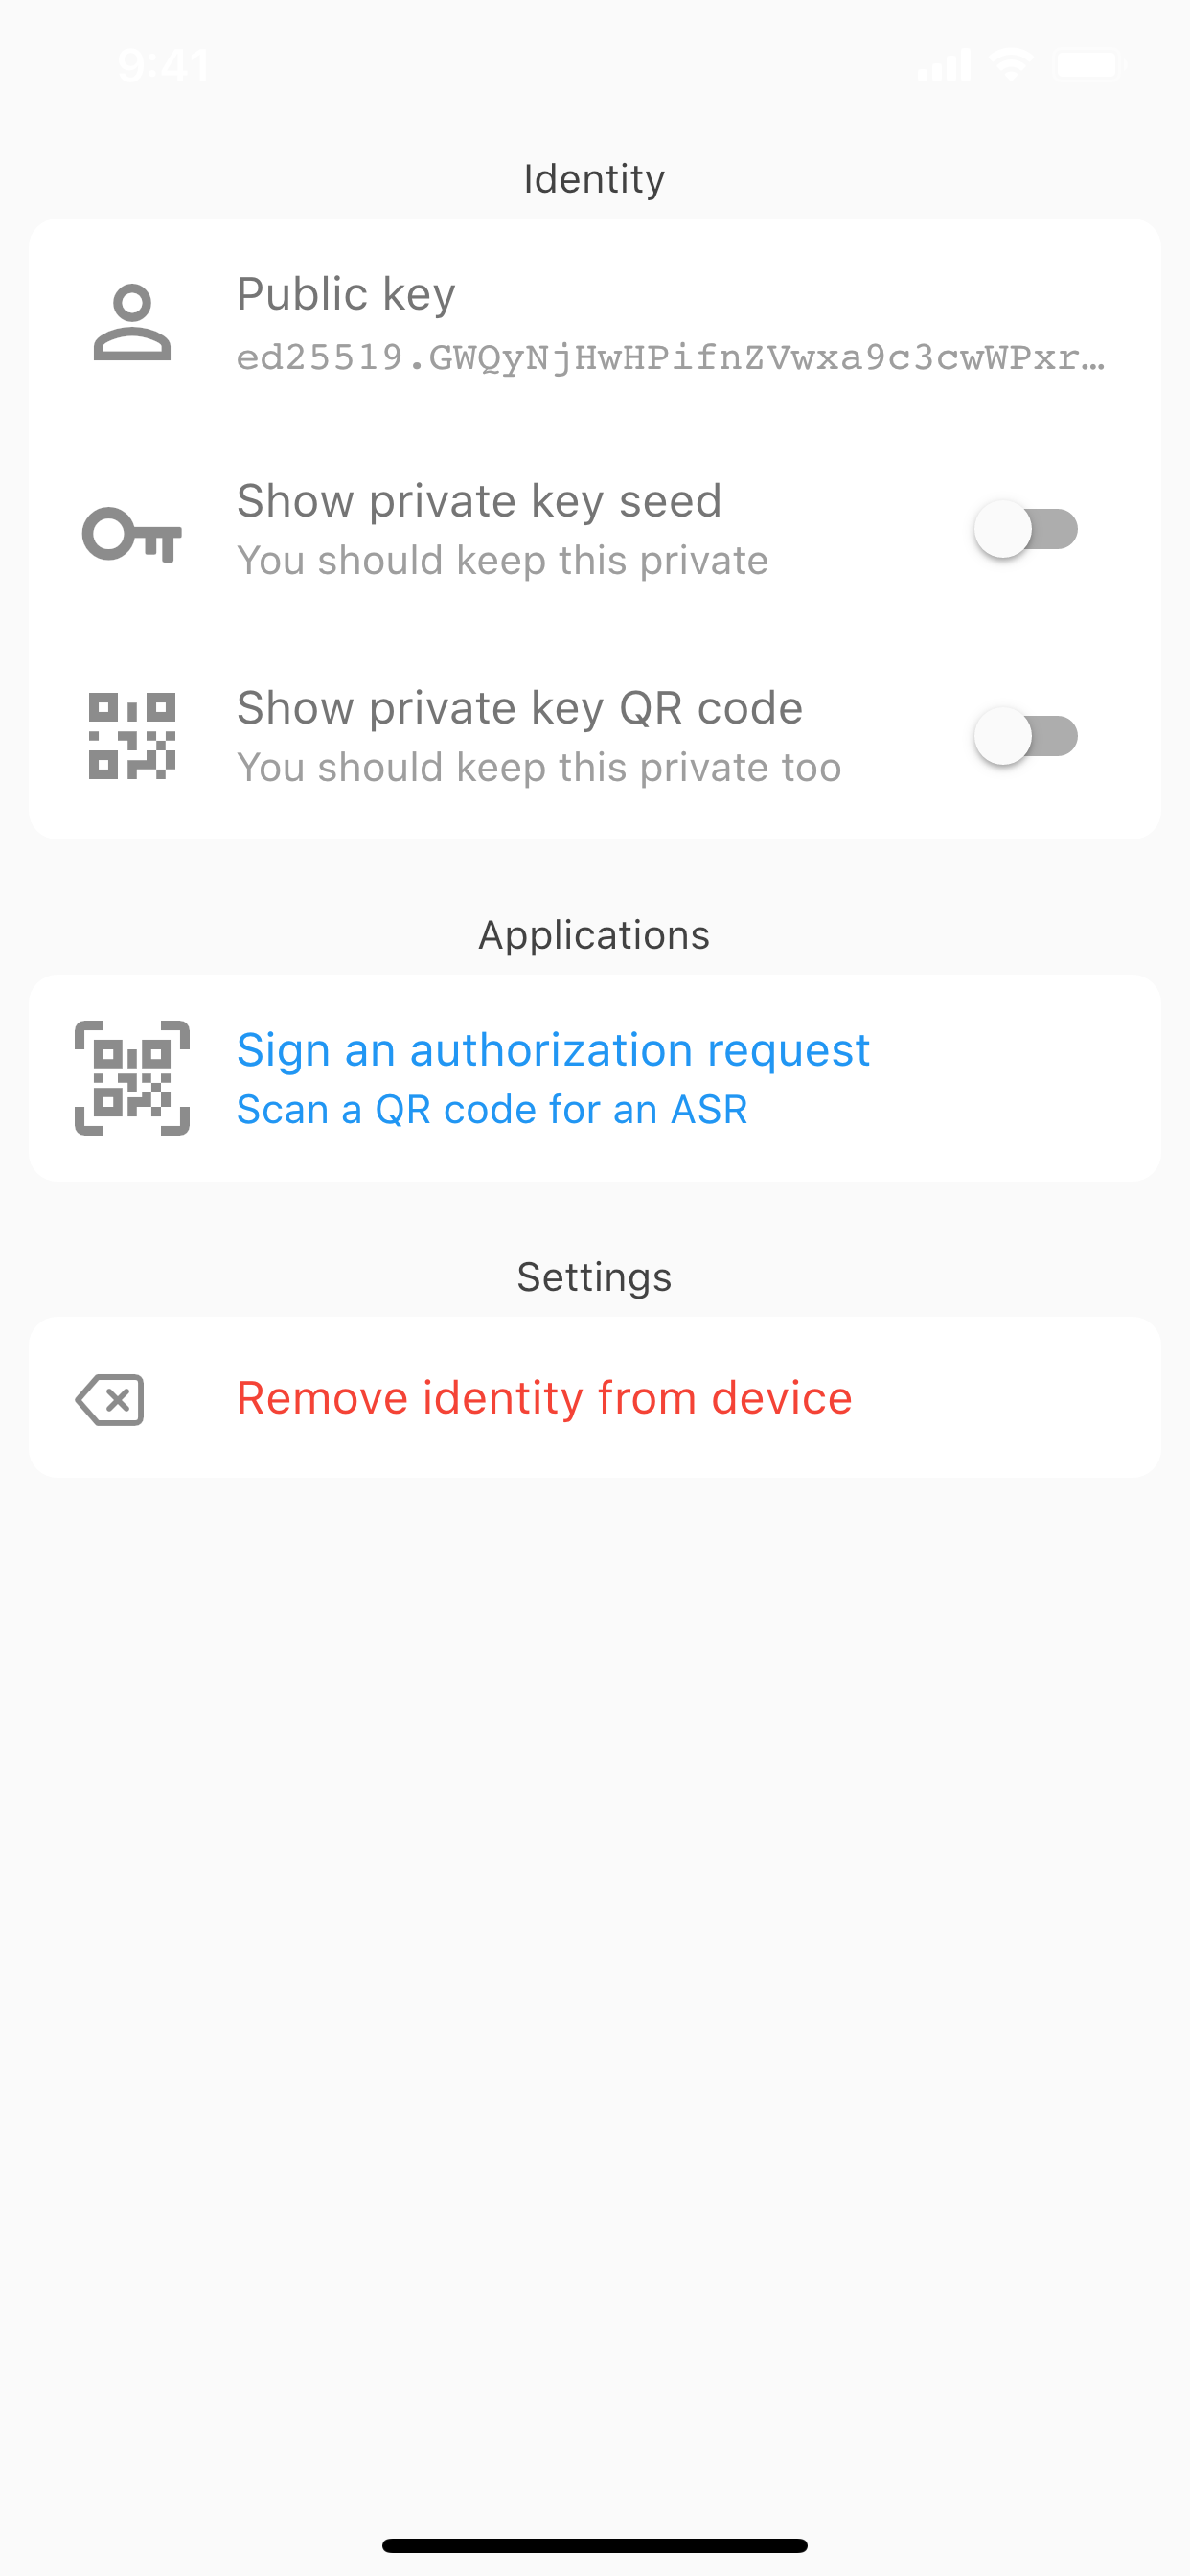 9:41
Identity
Public key
ed25519.GWQyNjHwHPifnZVwxa9c3cwWPxr…
Show private key seed
You should keep this private
Show private key QR code
You should keep this private too
Applications
Sign an authorization request
Scan a QR code for an ASR
Settings
Remove identity from device